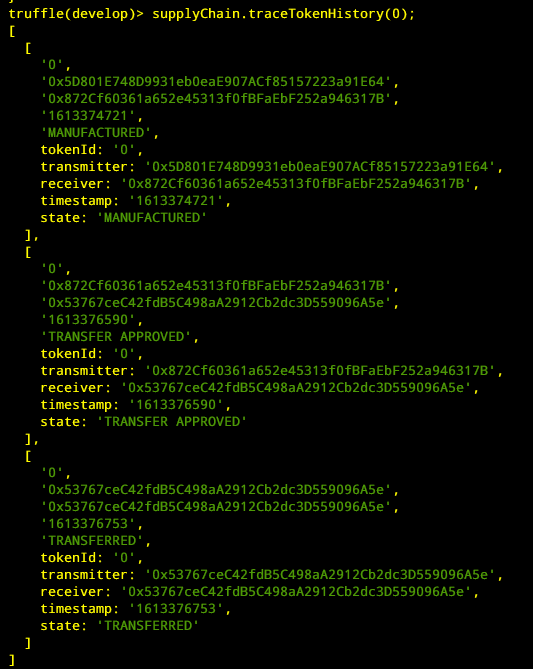 truffle(develop)> supplyChain.traceTokenHistory(0);
[
[
'0',
'0x5D801E748D9931eb0eaE907ACf85157223a91E64',
'0x872Cf60361a652e45313f0fBFaEbF252a946317B',
'1613374721',
'MANUFACTURED',
tokenId: '0',
transmitter: '0x5D801E748D9931eb0eaE907ACf85157223a91E64',
receiver: '0x872Cf60361a652e45313f0fBFaEbF252a946317B',
timestamp: '1613374721',
state: 'MANUFACTURED'
],
[
'0',
'0x872Cf60361a652e45313f0fBFaEbF252a946317B',
'0x53767ceC42fdB5C498aA2912Cb2dc3D559096A5e',
'1613376590',
'TRANSFER APPROVED',
tokenId: '0',
transmitter: '0x872Cf60361a652e45313f0fBFaEbF252a946317B',
receiver: '0x53767ceC42fdB5C498aA2912Cb2dc3D559096A5e',
timestamp: '1613376590',
state: 'TRANSFER APPROVED'
],
[
'0',
'0x53767ceC42fdB5C498aA2912Cb2dc3D559096A5e',
'0x53767ceC42fdB5C498aA2912Cb2dc3D559096A5e',
'1613376753',
'TRANSFERRED',
tokenId: '0',
transmitter: '0x53767ceC42fdB5C498aA2912Cb2dc3D559096A5e',
receiver: '0x53767ceC42fdB5C498aA2912Cb2dc3D559096A5e',
timestamp: '1613376753',
state: 'TRANSFERRED'
]
]